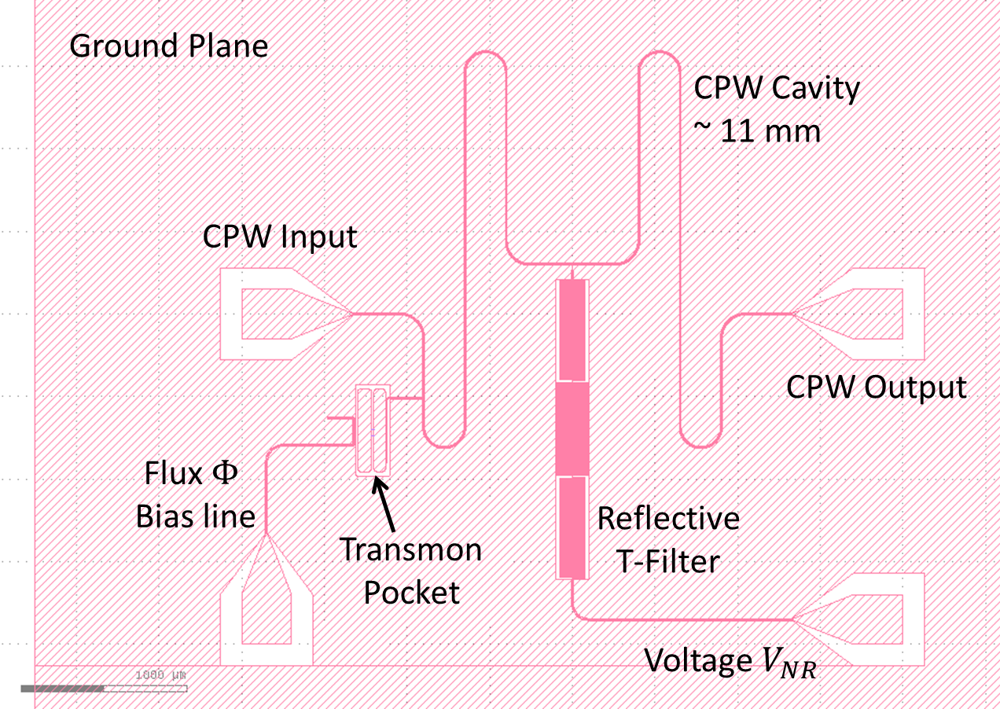 Ground Plane
CPW Cavity
~ 11 mm
CPW Input
CPW Output
Flux Φ
Bias line
Transmon
Pocket
Reflective
T-Filter
Voltage V_NR
1000 µm